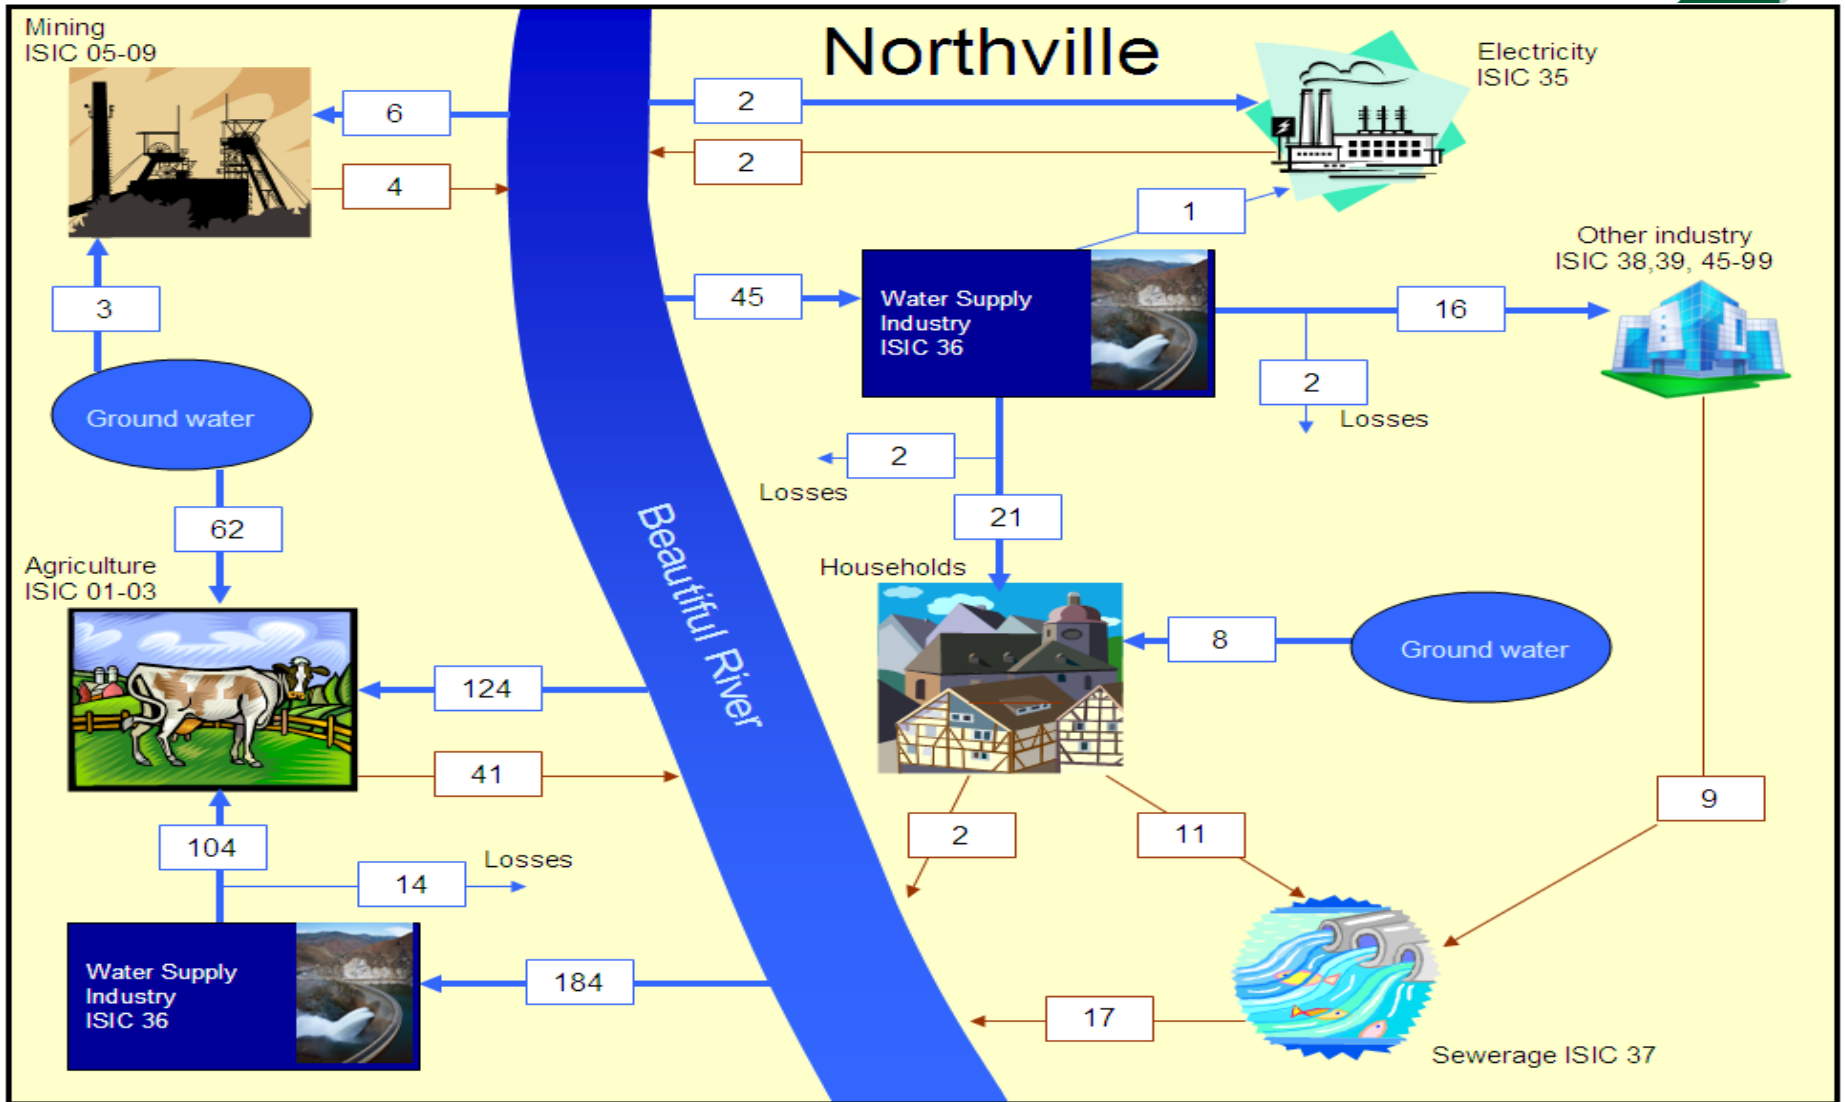 Mining
ISIC 05-09
Northville
Electricity
ISIC 35
6
2
4
2
1
Other industry
ISIC 38,39, 45-99
3
45
Water Supply
Industry
ISIC 36
16
2
Losses
Ground water
2
Losses
21
62
Agriculture
ISIC 01-03
Beautiful River
Households
8
Ground water
124
41
9
104
2
11
Losses
14
Water Supply
Industry
ISIC 36
184
17
Sewerage ISIC 37